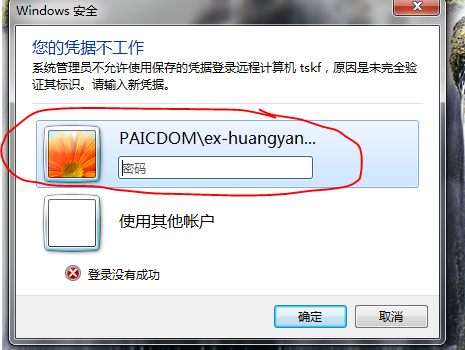 Windows 安全
您的凭据不工作
系统管理员不允许使用保存的凭据登录远程计算机 tskf，原因是未完全验
证其标识。请输入新凭据。
PAICDOM\ex-huangyan...
密码
使用其他帐户
登录没有成功
确定
取消